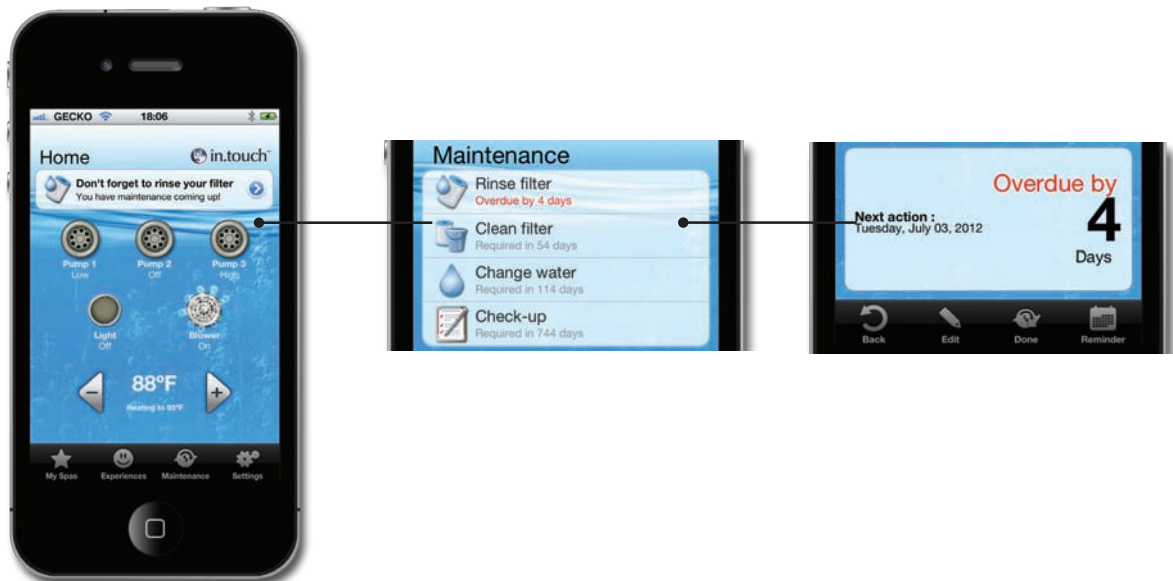 GECKO 18:06
Home in.touch™
Don't forget to rinse your filter
You have maintenance coming up!
Pump 1 Pump 2 Pump 3
Low Off High
Light Blower
Off On
88°F
Heating to 95°F
My Spas Experiences Maintenance Settings
Maintenance
Rinse filter
Overdue by 4 days
Clean filter
Required in 54 days
Change water
Required in 114 days
Check-up
Required in 744 days
Overdue by
Next action :
Tuesday, July 03, 2012
4
Days
Back Edit Done Reminder